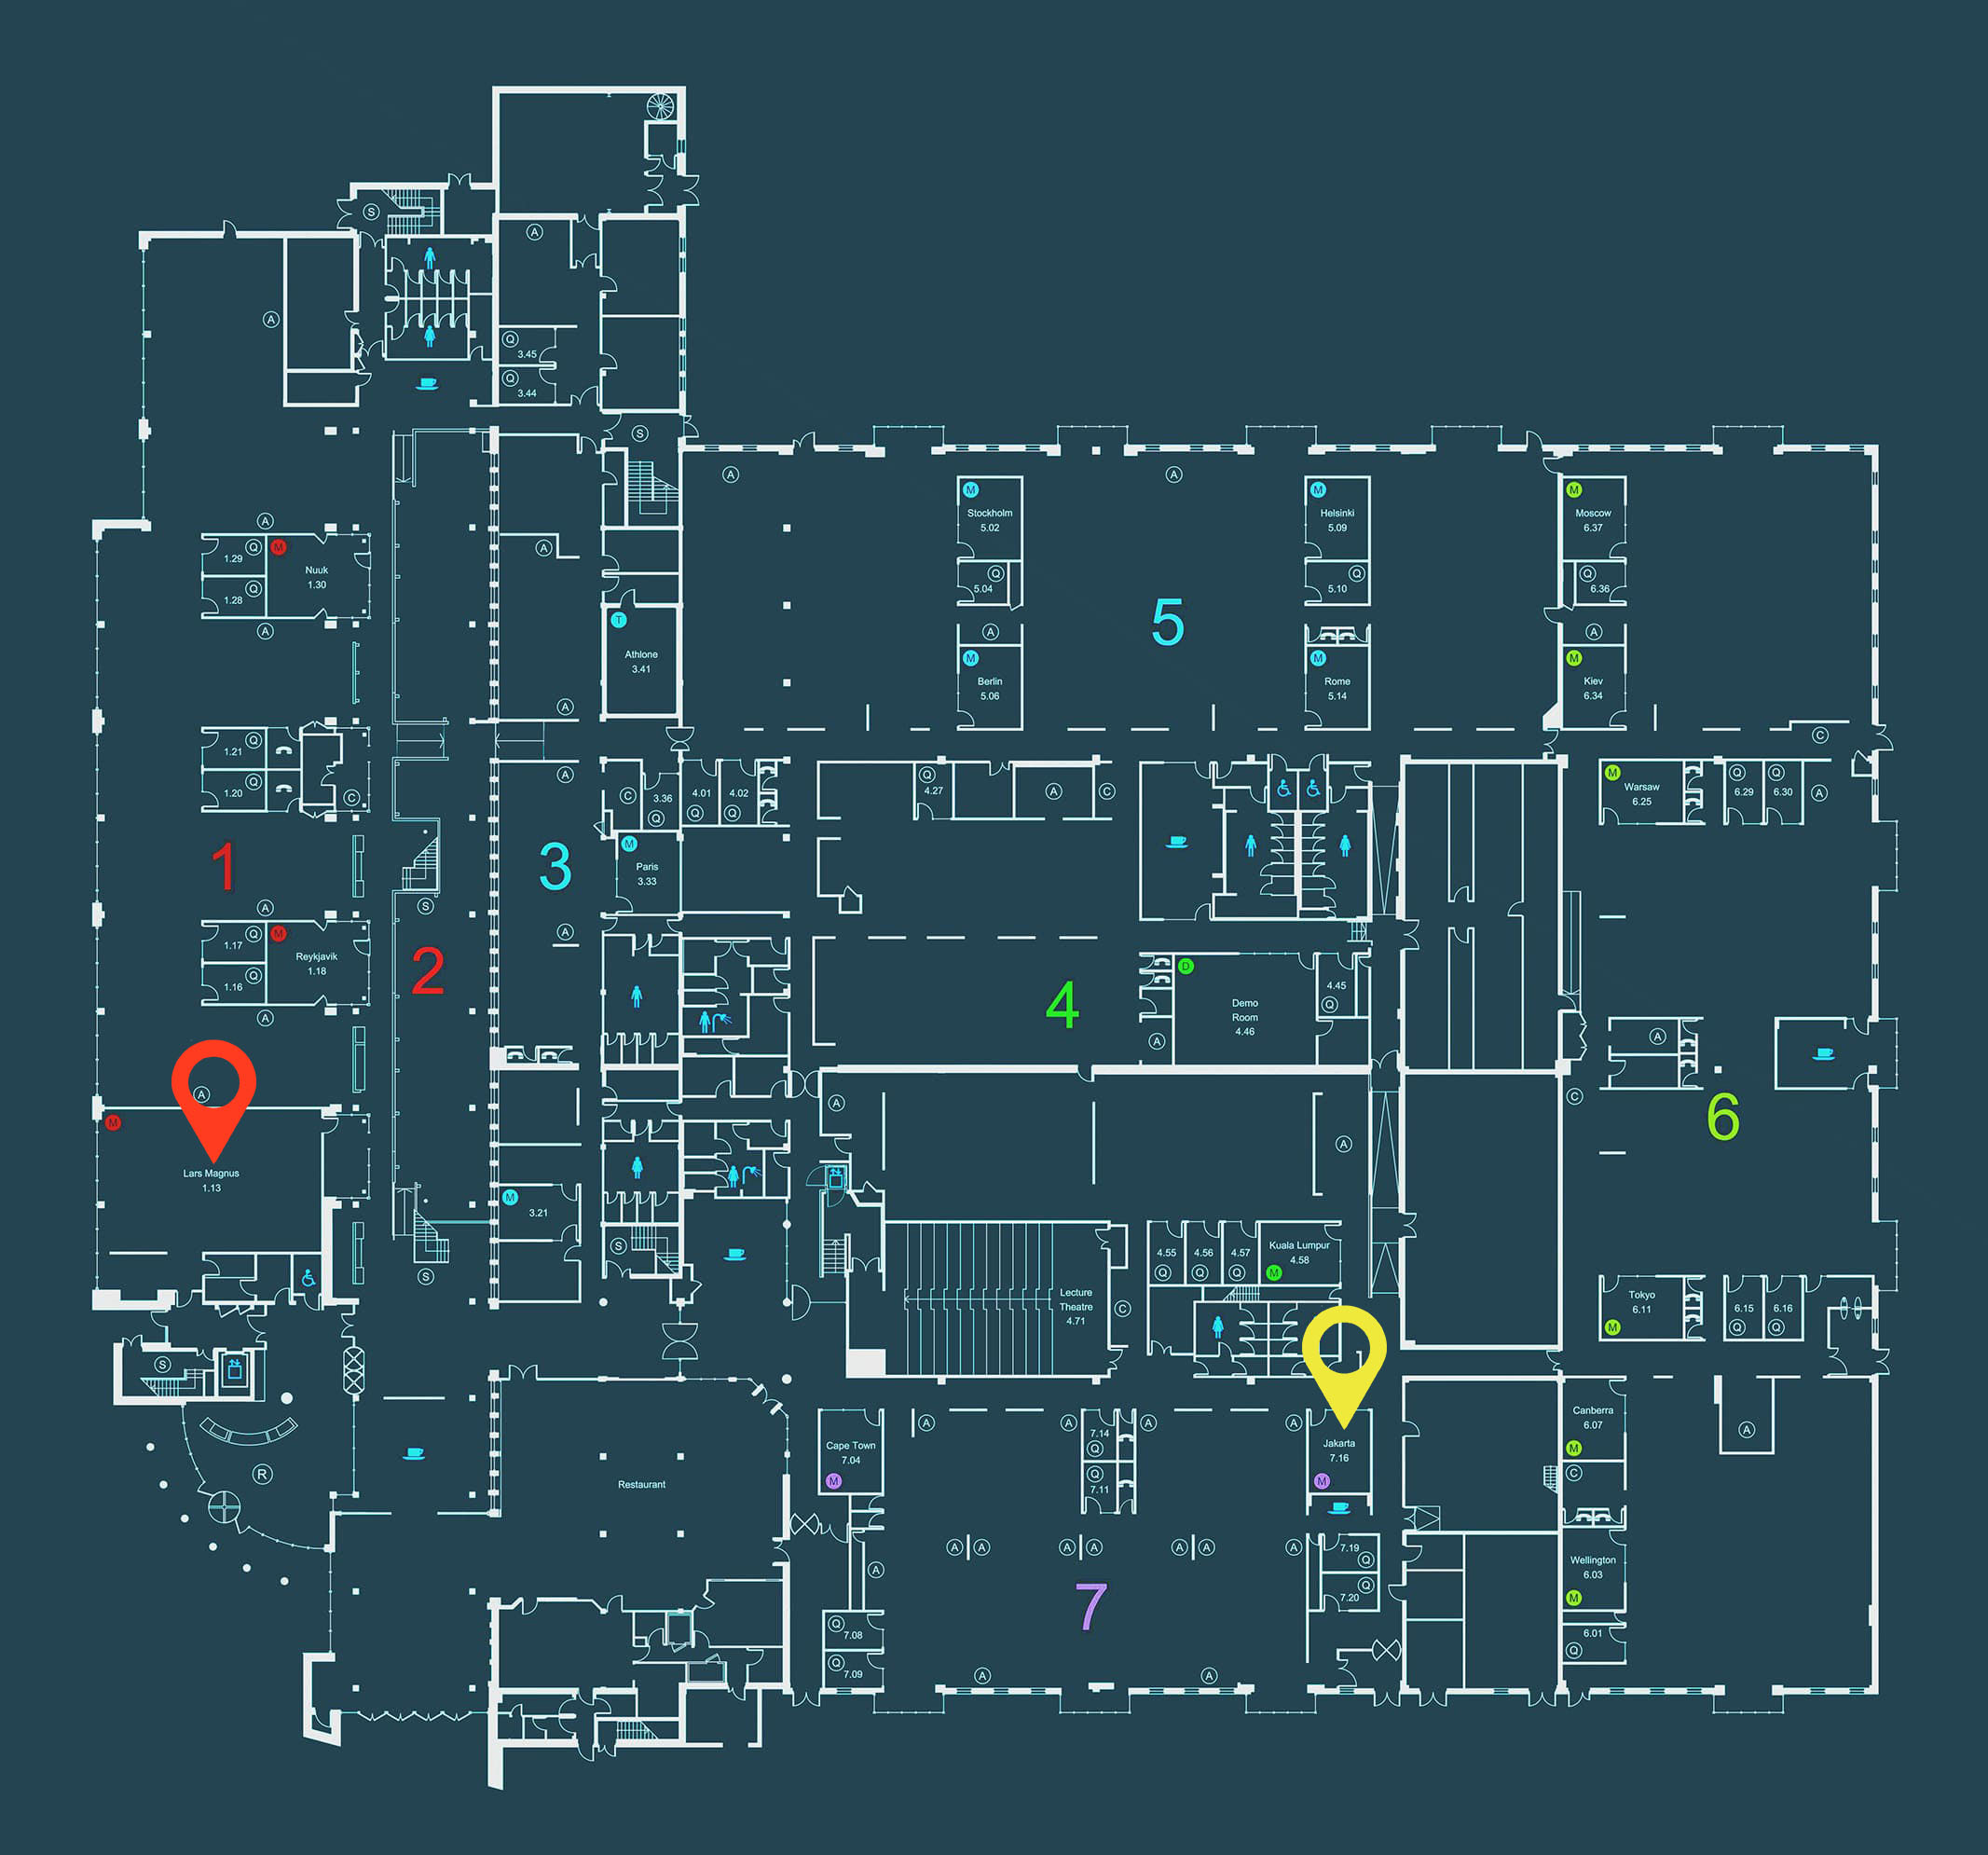 S
A
A
Q
3.45
Q
3.44
S
A
A
M
Stockholm
5.02
M
Helsinki
5.09
M
Moscow
6.37
A
1.29
Q
M
Nuuk
1.30
1.28
Q
A
A
Q
5.04
Q
5.10
Q
6.36
T
Athlone
3.41
5
A
A
M
Berlin
5.06
M
Rome
5.14
M
Kiev
6.34
A
1.21
Q
1.20
Q
C
A
C
3.36
Q
4.01
Q
4.02
Q
Q
4.27
A
C
C
M
Warsaw
6.25
Q
6.29
Q
6.30
A
1
3
M
Paris
3.33
A
S
A
1.17
Q
M
Reykjavik
1.18
1.16
Q
A
2
4
A
D
Demo
Room
4.46
4.45
Q
A
A
M
Lars Magnus
1.13
A
A
C
6
M
3.21
S
S
4.55
Q
4.56
Q
4.57
Q
Kuala Lumpur
4.58
M
Lecture
Theatre
4.71
C
Tokyo
6.11
M
6.15
Q
6.16
Q
S
R
Restaurant
Cape Town
7.04
M
A
A
7.14
Q
Q
7.11
A
A
Jakarta
7.16
M
Canberra
6.07
M
C
A
A
A
A
A
A
A
A
A
7.19
Q
Q
7.20
Wellington
6.03
M
7
Q
7.08
Q
7.09
A
A
6.01
Q